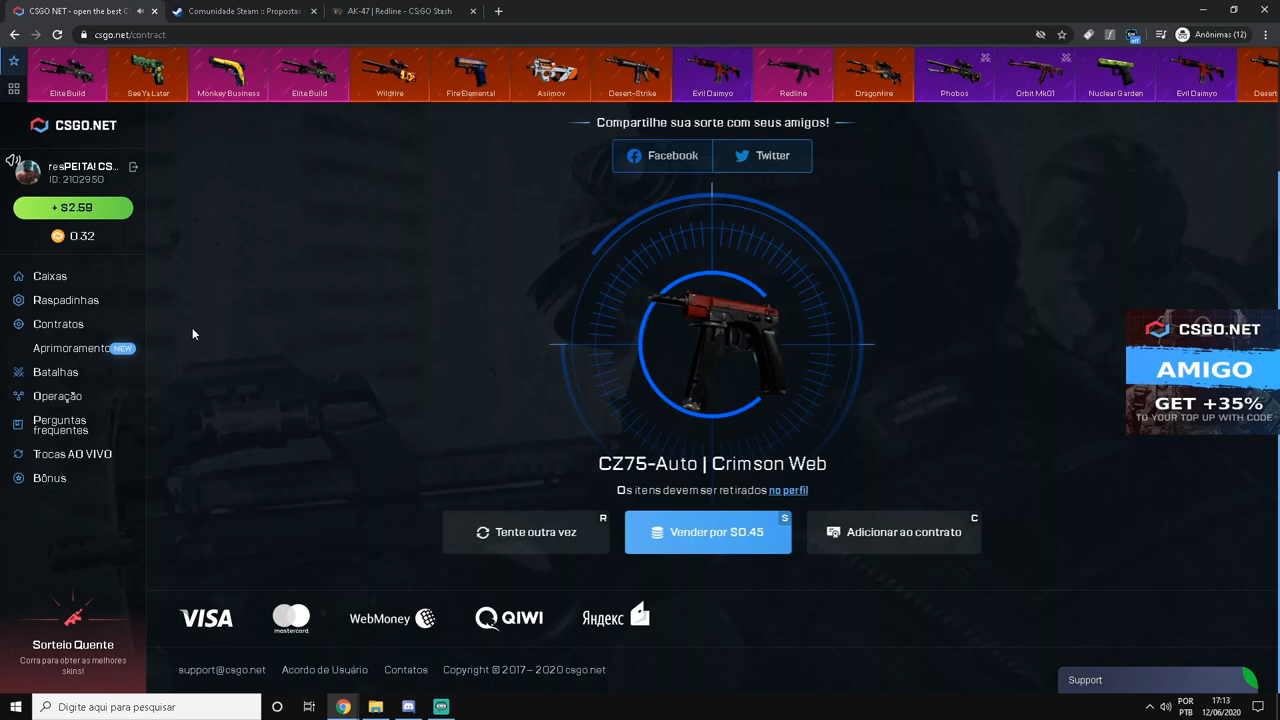 CSGO NET - open the best C
Comunidade Steam :: Propostas
AK-47 | Redline - CS:GO Stash
csgo.net/contract
off
Anônimas (12)
Elite Build
See Ya Later
Monkey Business
Elite Build
Wildfire
Fire Elemental
Asiimov
Desert-Strike
Evil Daimyo
Redline
Dragonfire
Phobos
Orbit Mk01
Nuclear Garden
Evil Daimyo
Desert
CSGO.NET
resPEITA! CS...
ID: 2102950
+ $2.59
0.32
Caixas
Raspadinhas
Contratos
Aprimoramento NEW
Batalhas
Operação
Perguntas
frequentes
Trocas AO VIVO
Bônus
Sorteio Quente
Corra para obter as melhores
skins!
Compartilhe sua sorte com seus amigos!
Facebook
Twitter
CZ75-Auto | Crimson Web
Os itens devem ser retirados no perfil
Tente outra vez R
Vender por $0.45 S
Adicionar ao contrato C
CSGO.NET
AMIGO
GET +35%
TO YOUR TOP UP WITH CODE
VISA
mastercard.
WebMoney
QIWI
Яндекс
support@csgo.net
Acordo de Usuário
Contatos
Copyright © 2017 – 2020 csgo.net
Support
Digite aqui para pesquisar
POR
PTB
17:13
12/06/2020